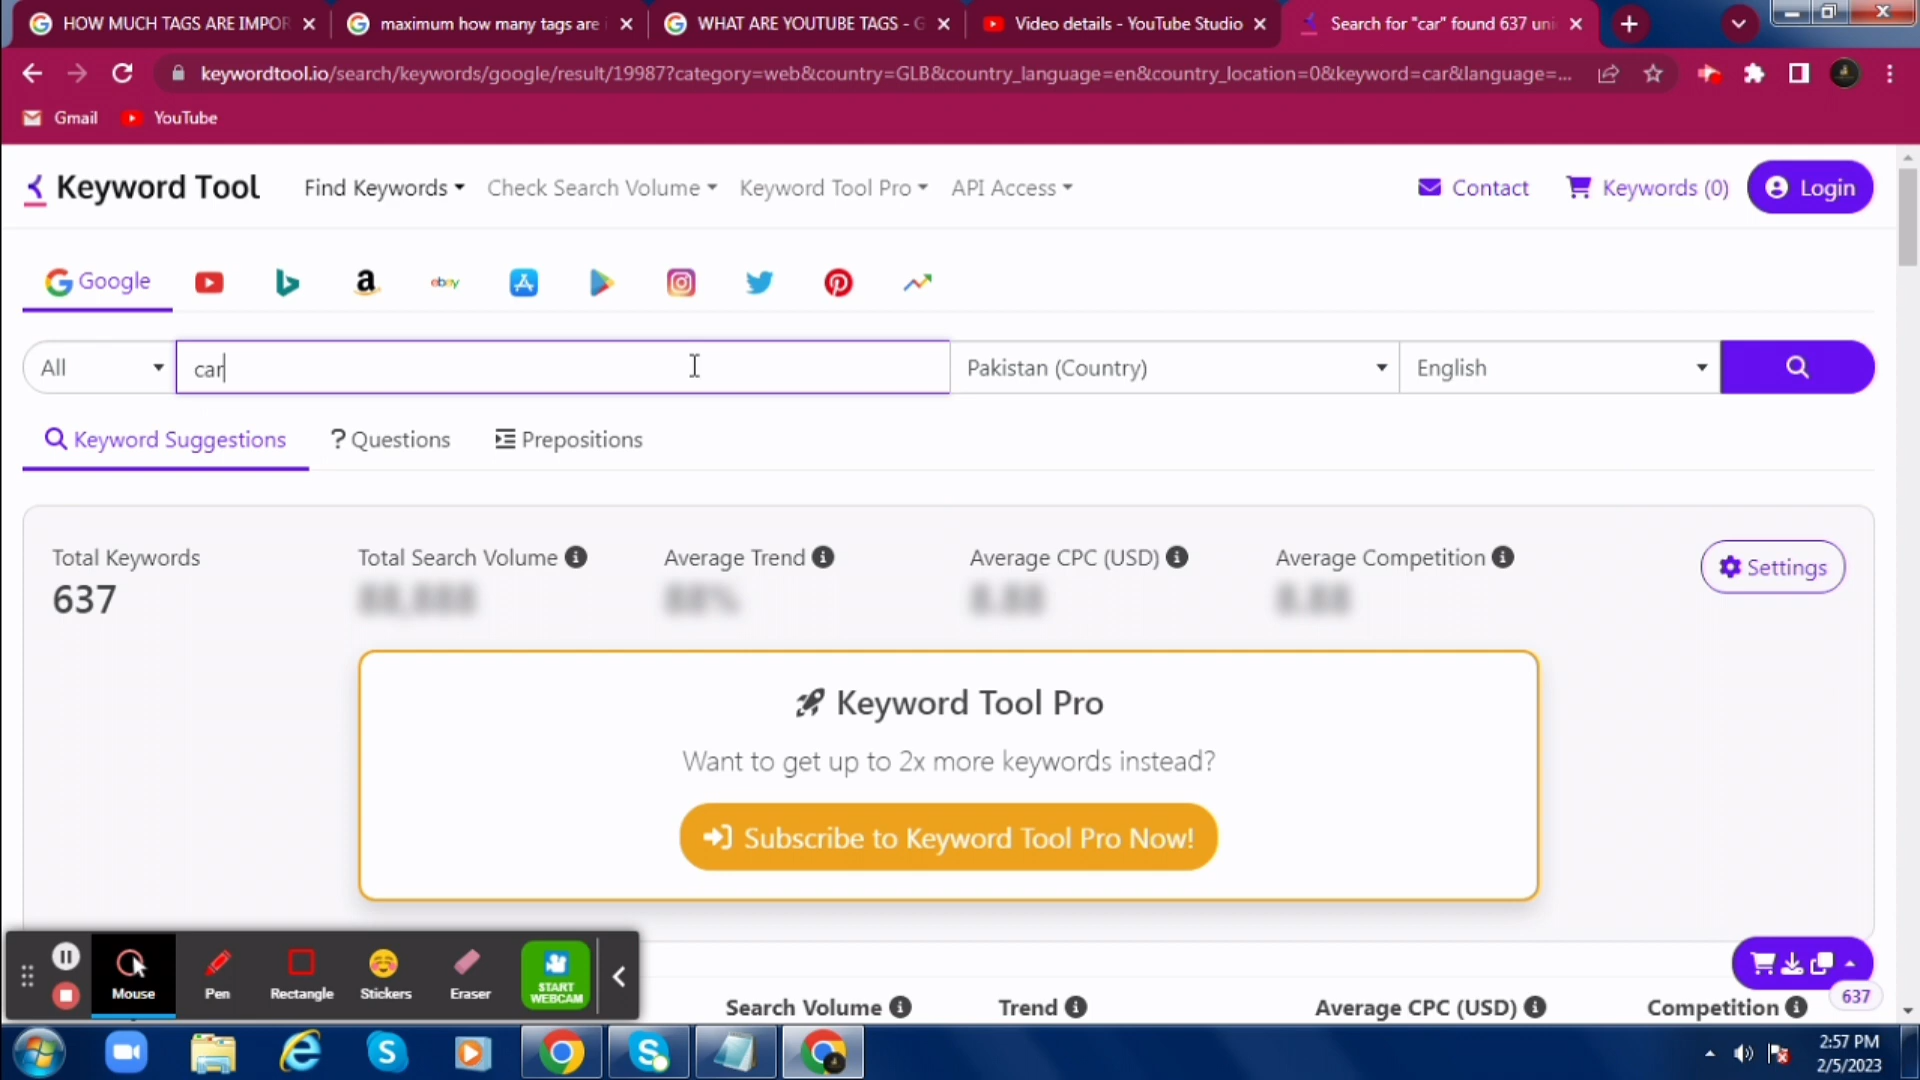 HOW MUCH TAGS ARE IMPOR
maximum how many tags are
WHAT ARE YOUTUBE TAGS - G
Video details - YouTube Studio
Search for "car" found 637 uni
keywordtool.io/search/keywords/google/result/19987?category=web&country=GLB&country_language=en&country_location=0&keyword=car&language=...
Gmail
YouTube
Keyword Tool
Find Keywords
Check Search Volume
Keyword Tool Pro
API Access
Contact
Keywords (0)
Login
Google
ebay
All
car
Pakistan (Country)
English
Keyword Suggestions
? Questions
Prepositions
Total Keywords
637
Total Search Volume
Average Trend
Average CPC (USD)
Average Competition
Settings
Keyword Tool Pro
Want to get up to 2x more keywords instead?
Subscribe to Keyword Tool Pro Now!
Mouse
Pen
Rectangle
Stickers
Eraser
START
WEBCAM
637
Search Volume
Trend
Average CPC (USD)
Competition
2:57 PM
2/5/2023